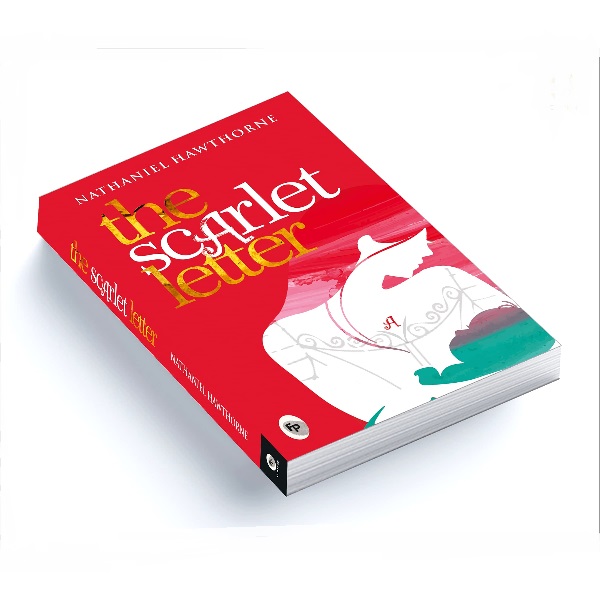 NATHANIEL HAWTHORNE
the
scArlet
letter
A
FP
the scArlet letter
NATHANIEL HAWTHORNE